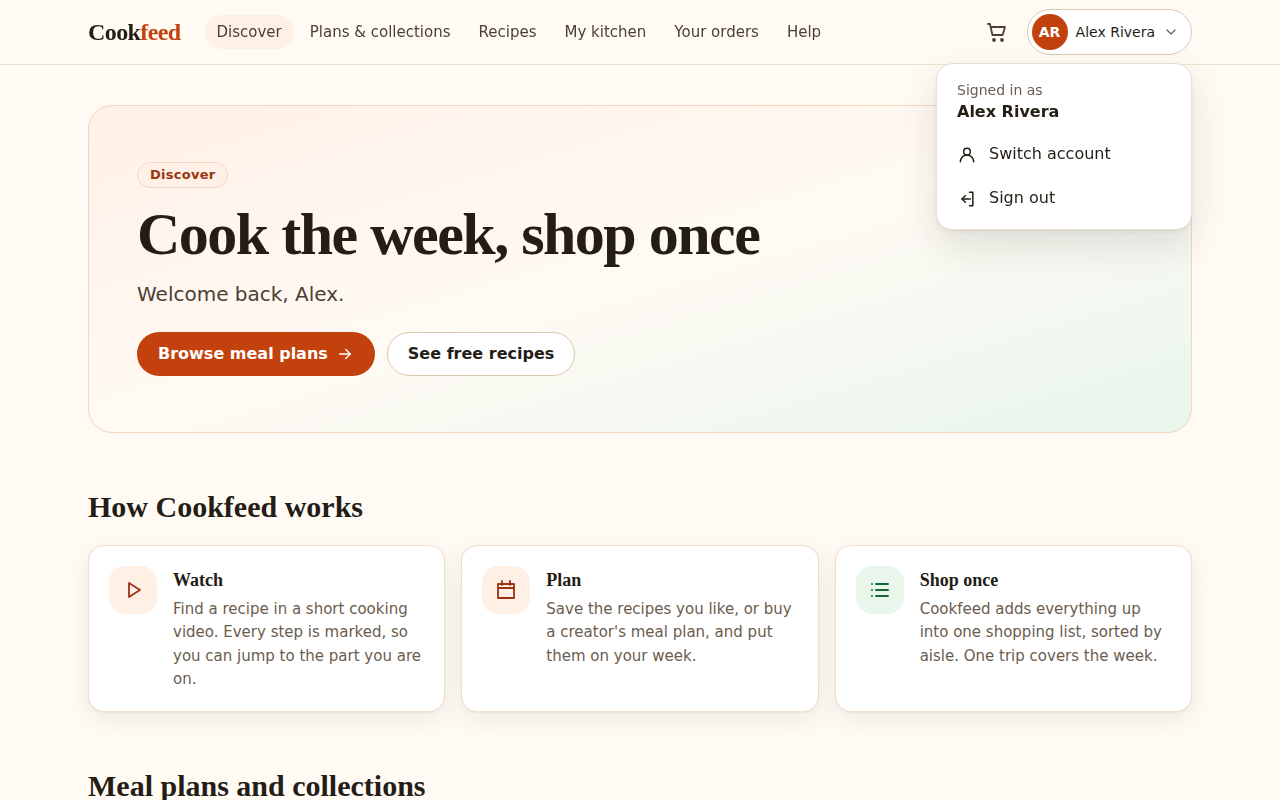 Cookfeed
Discover
Plans & collections
Recipes
My kitchen
Your orders
Help
AR
Alex Rivera
Signed in as
Alex Rivera
Switch account
Sign out
Discover
Cook the week, shop once
Welcome back, Alex.
Browse meal plans
See free recipes
How Cookfeed works
Watch
Find a recipe in a short cooking
video. Every step is marked, so
you can jump to the part you are
on.
Plan
Save the recipes you like, or buy
a creator's meal plan, and put
them on your week.
Shop once
Cookfeed adds everything up
into one shopping list, sorted by
aisle. One trip covers the week.
Meal plans and collections